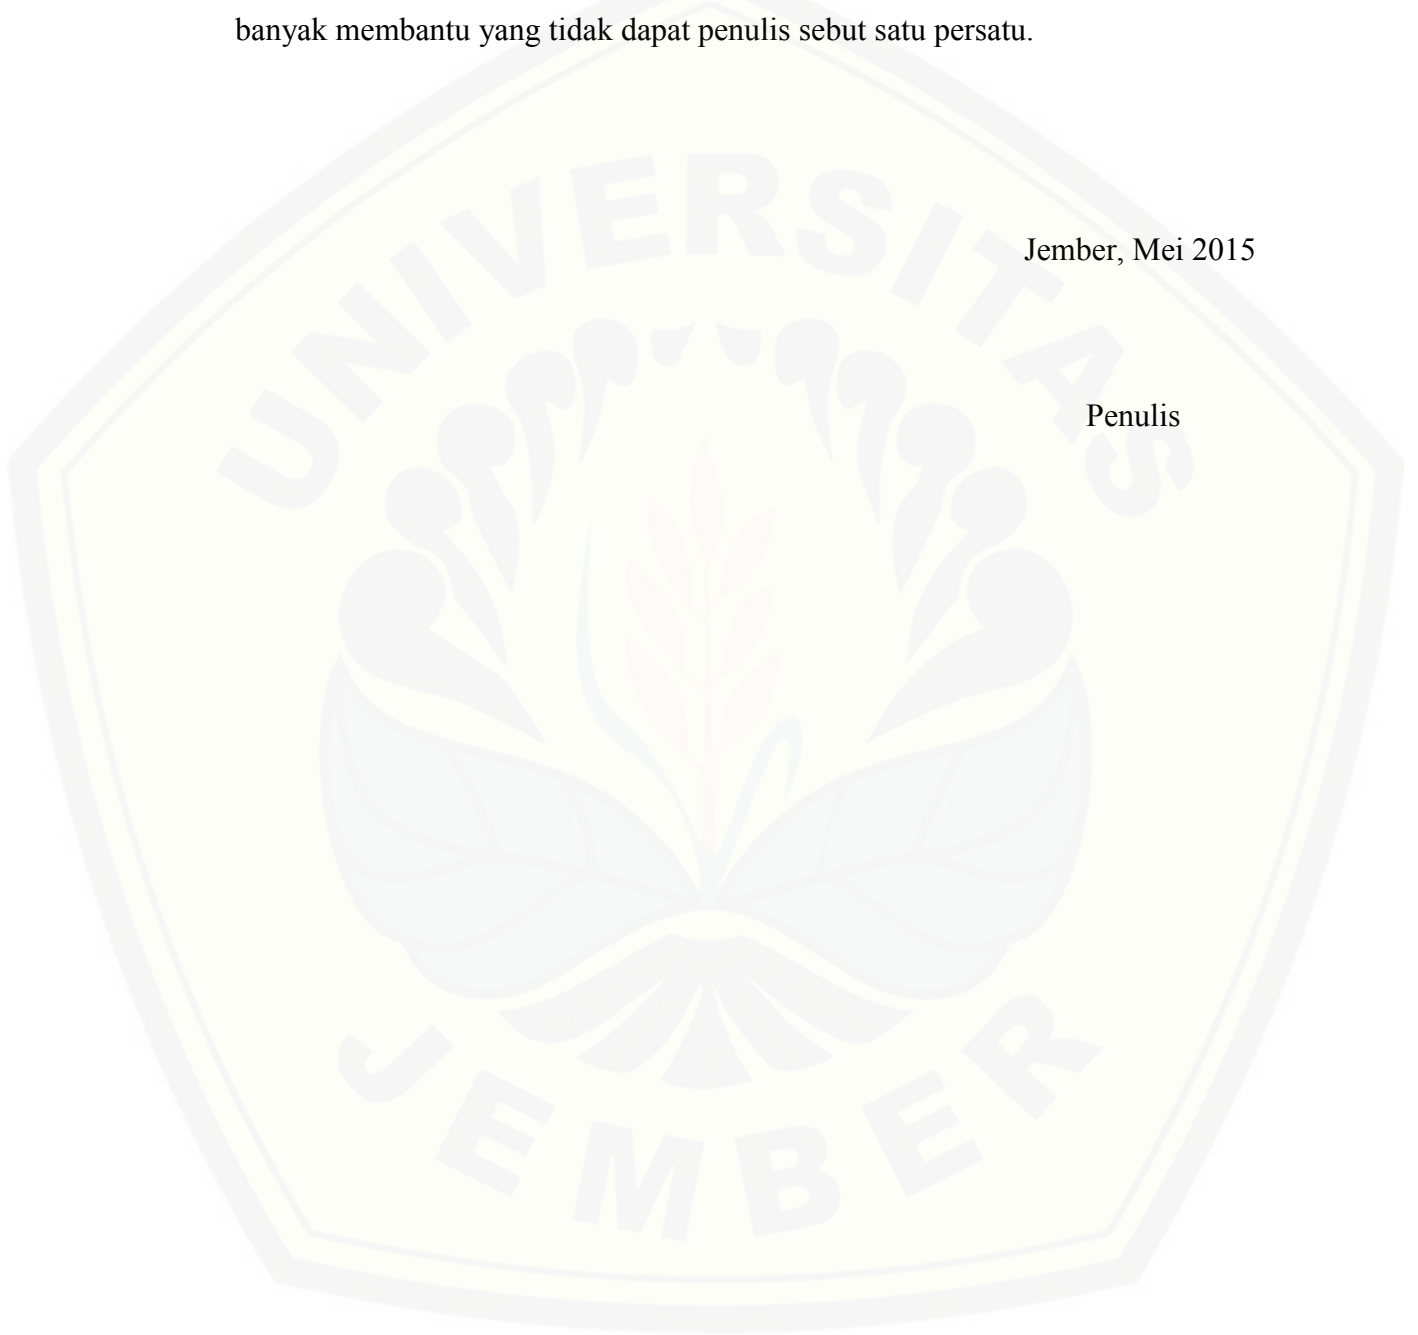 banyak membantu yang tidak dapat penulis sebut satu persatu.
Jember, Mei 2015
Penulis
UNIVERSITAS
JEMBER